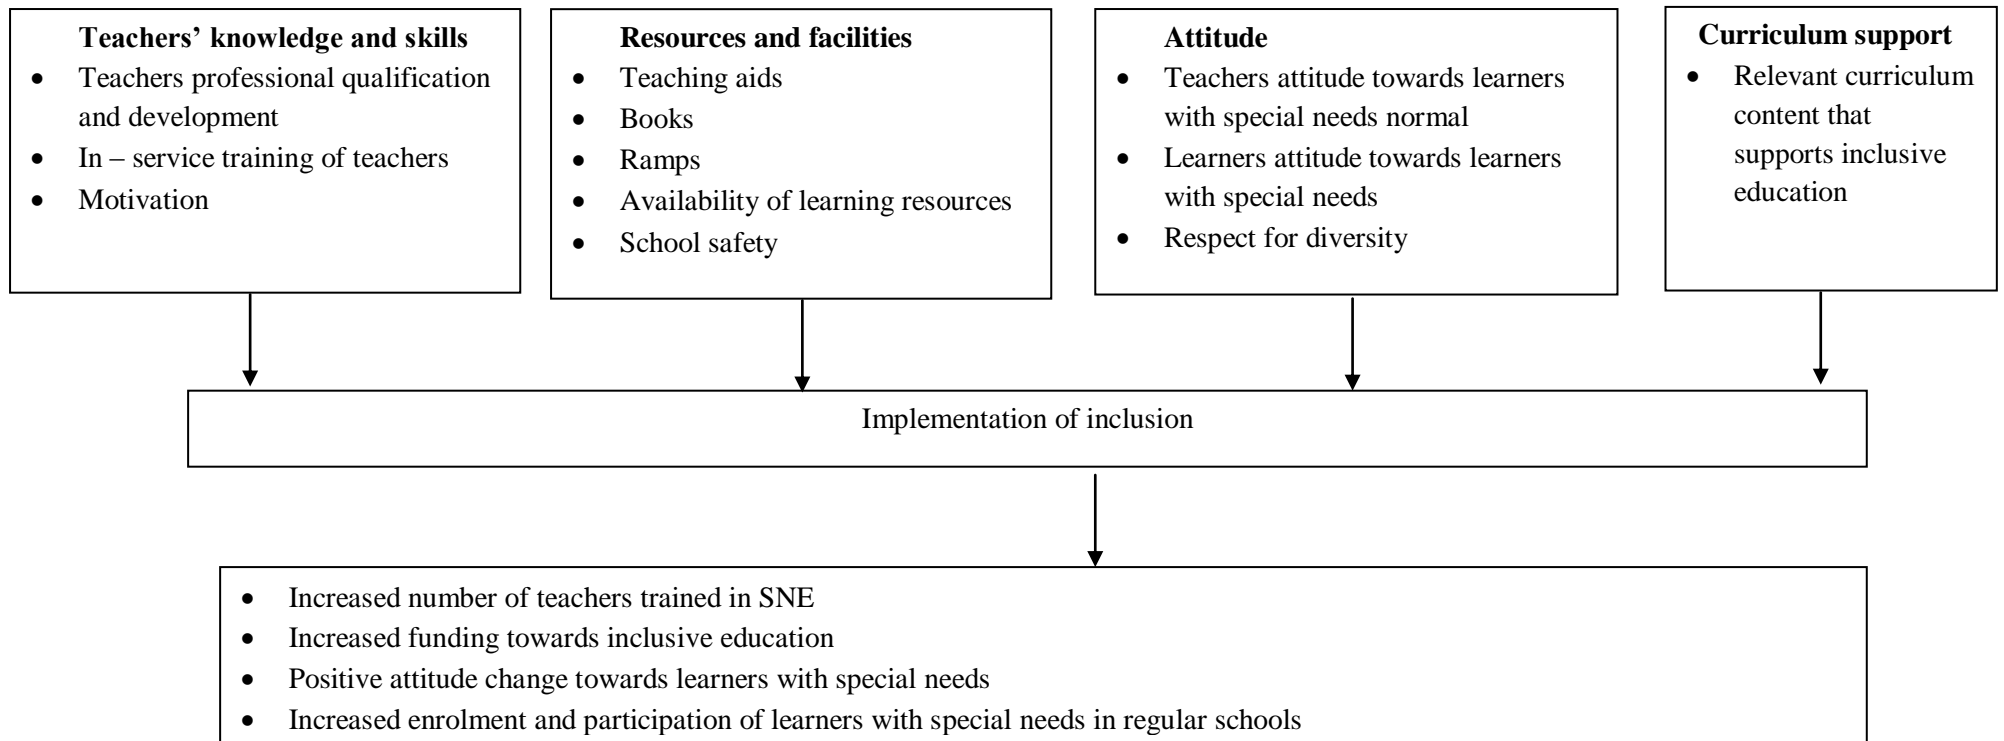 Teachers’ knowledge and skills
• Teachers professional qualification
and development
• In – service training of teachers
• Motivation
Resources and facilities
• Teaching aids
• Books
• Ramps
• Availability of learning resources
• School safety
Attitude
• Teachers attitude towards learners
with special needs normal
• Learners attitude towards learners
with special needs
• Respect for diversity
Curriculum support
• Relevant curriculum
content that
supports inclusive
education
Implementation of inclusion
• Increased number of teachers trained in SNE
• Increased funding towards inclusive education
• Positive attitude change towards learners with special needs
• Increased enrolment and participation of learners with special needs in regular schools